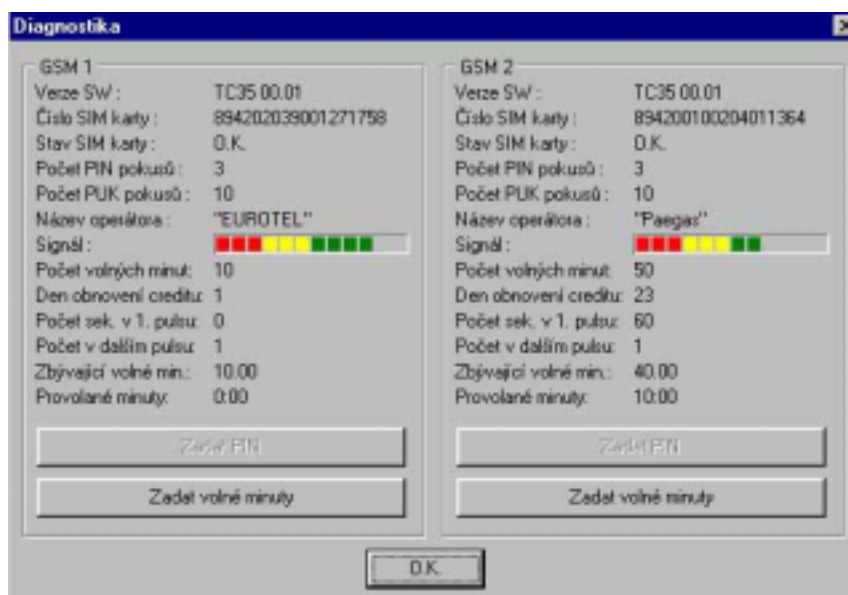 Diagnostika
GSM 1
Verze SW : TC35 00.01
Číslo SIM karty : 894202039001271758
Stav SIM karty : O.K.
Počet PIN pokusů : 3
Počet PUK pokusů : 10
Název operátora : "EUROTEL"
Signál :
Počet volných minut: 10
Den obnovení creditu: 1
Počet sek. v 1. pulsu: 0
Počet v dalším pulsu: 1
Zbývající volné min.: 10.00
Provolané minuty: 0:00
Zadat PIN
Zadat volné minuty
GSM 2
Verze SW : TC35 00.01
Číslo SIM karty : 894200100204011364
Stav SIM karty : O.K.
Počet PIN pokusů : 3
Počet PUK pokusů : 10
Název operátora : "Paegas"
Signál :
Počet volných minut: 50
Den obnovení creditu: 23
Počet sek. v 1. pulsu: 60
Počet v dalším pulsu: 1
Zbývající volné min.: 40.00
Provolané minuty: 10:00
Zadat PIN
Zadat volné minuty
O.K.